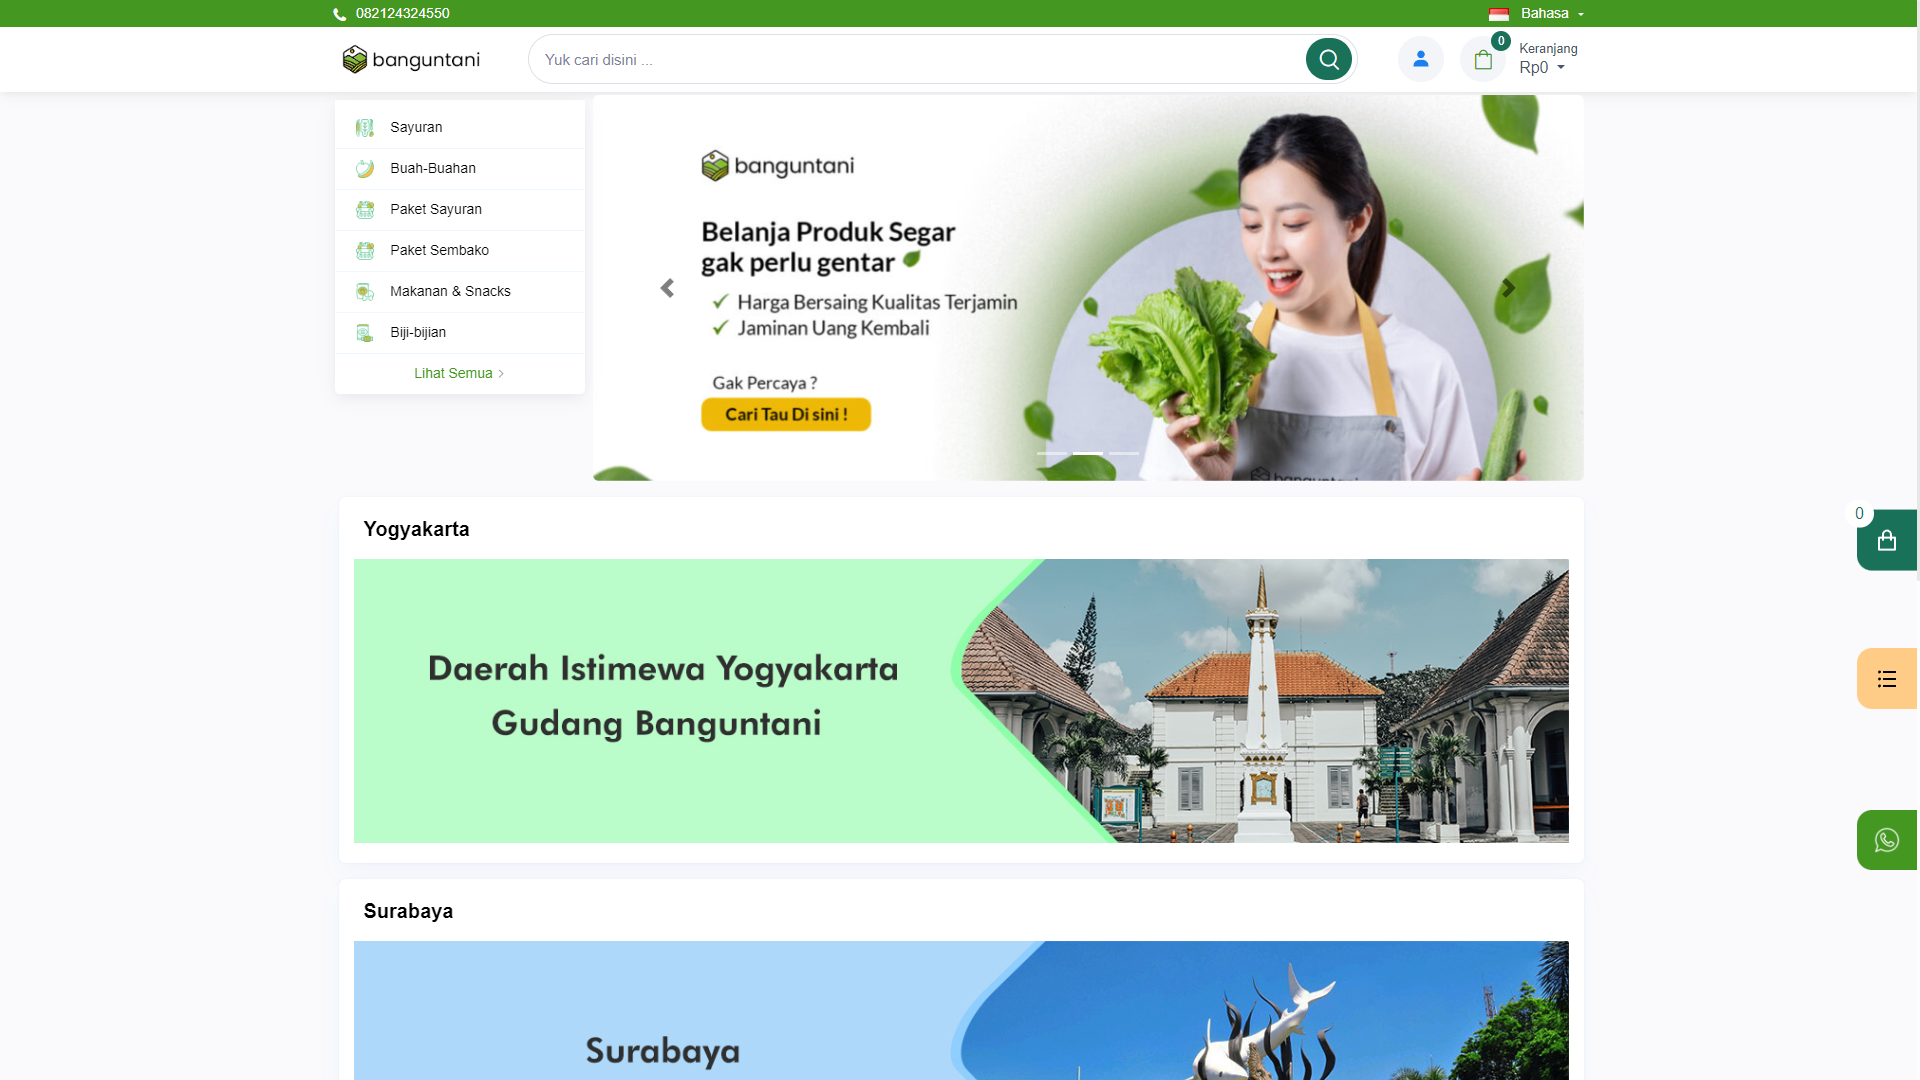 082124324550
Bahasa
banguntani
Yuk cari disini ...
0
Keranjang
Rp0
Sayuran
Buah-Buahan
Paket Sayuran
Paket Sembako
Makanan & Snacks
Biji-bijian
Lihat Semua
banguntani
Belanja Produk Segar
gak perlu gentar
Harga Bersaing Kualitas Terjamin
Jaminan Uang Kembali
Gak Percaya ?
Cari Tau Di sini !
banguntani
Yogyakarta
0
Daerah Istimewa Yogyakarta
Gudang Banguntani
Surabaya
Surabaya